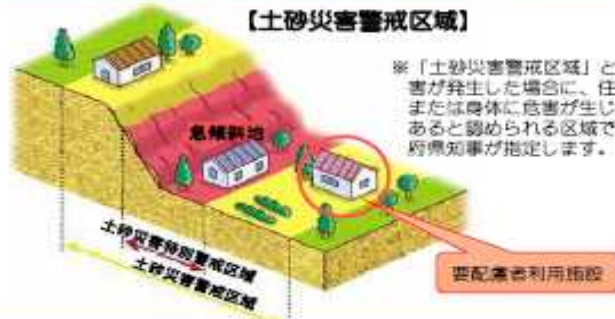 【土砂災害警戒区域】
※「土砂災害警戒区域」と
害が発生した場合に、住
または身体に危害が生じ
あると認められる区域で
府県知事が指定します。
急傾斜地
土砂災害特別警戒区域
土砂災害警戒区域
要配慮者利用施設